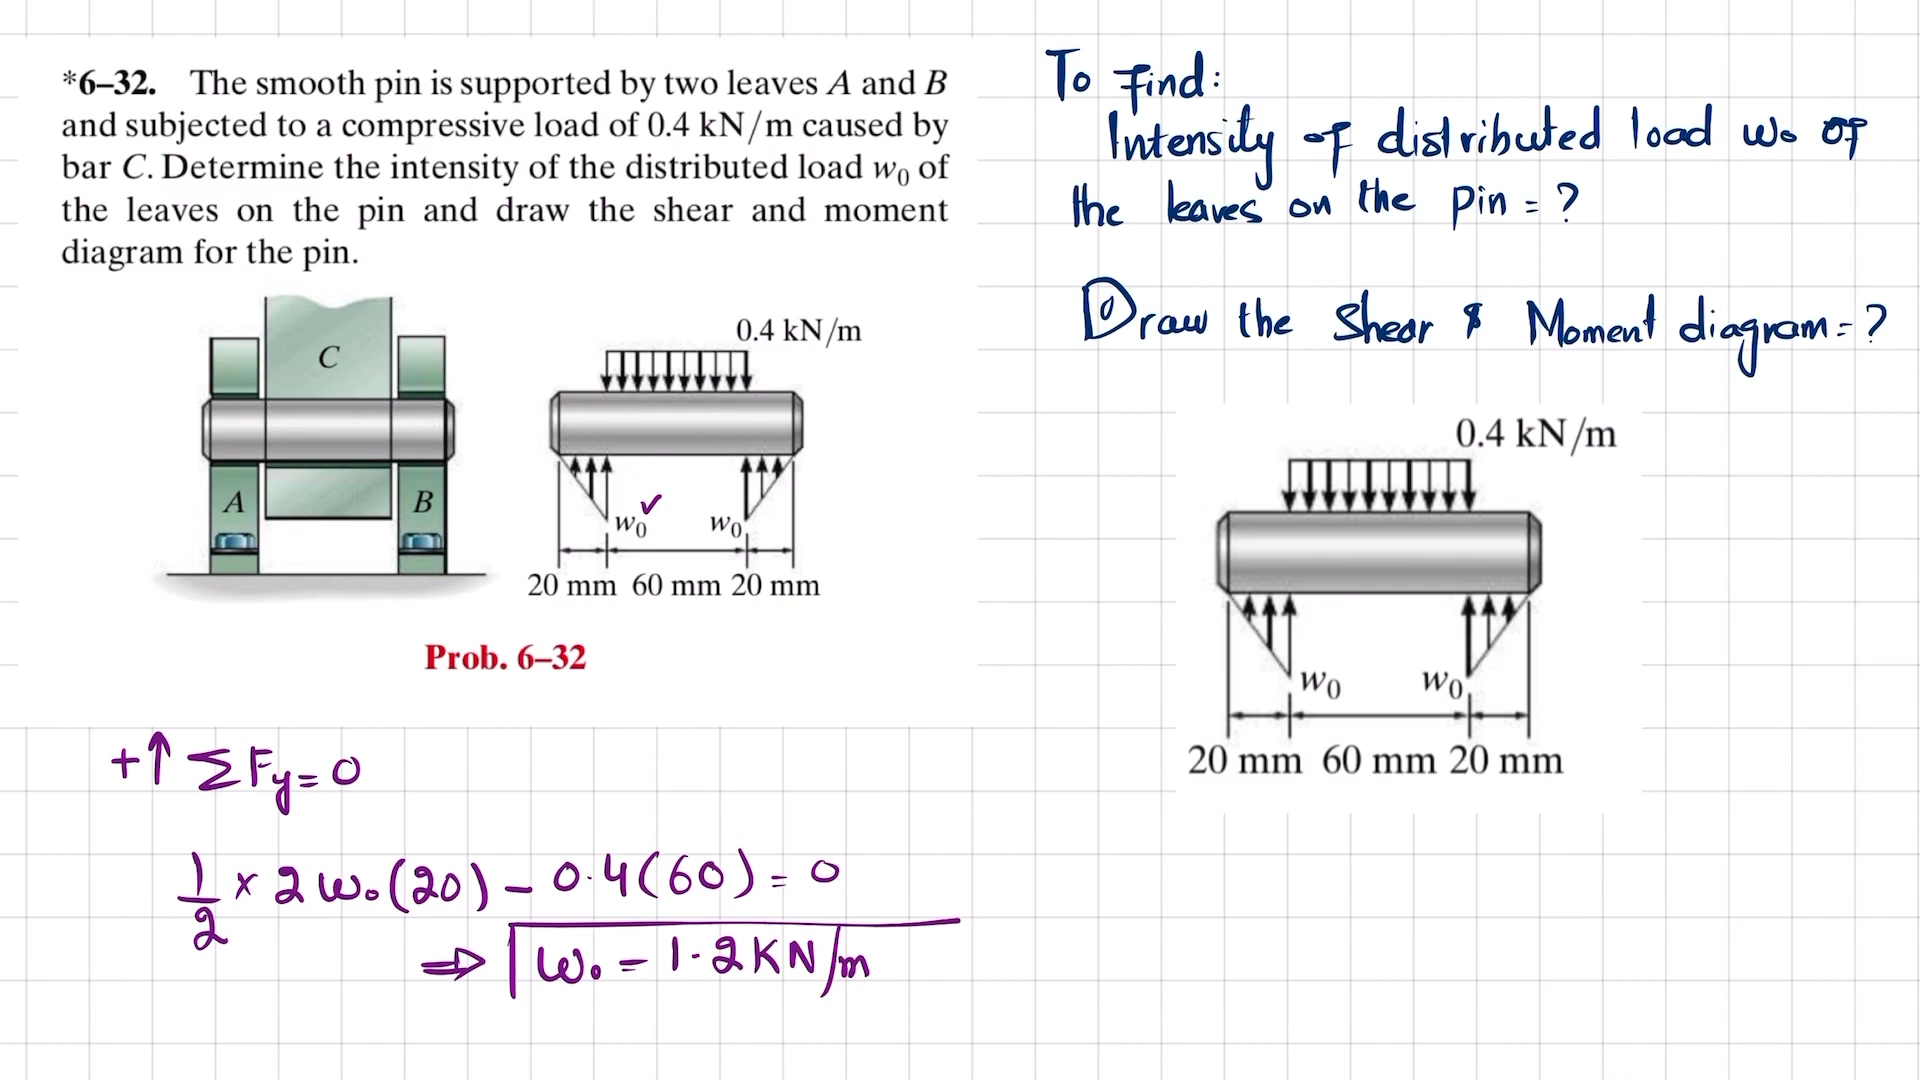 *6–32. The smooth pin is supported by two leaves A and B
and subjected to a compressive load of 0.4 kN/m caused by
bar C. Determine the intensity of the distributed load w₀ of
the leaves on the pin and draw the shear and moment
diagram for the pin.
C
A
B
0.4 kN/m
w₀ ✓
w₀
20 mm 60 mm 20 mm
Prob. 6–32
+↑ ΣFy=0
1/2 × 2w₀(20) – 0.4(60) = 0
⇒ w₀ = 1.2KN/m
To Find:
Intensity of distributed load w₀ of
the leaves on the pin = ?
Draw the Shear & Moment diagram = ?
0.4 kN/m
w₀
w₀
20 mm 60 mm 20 mm